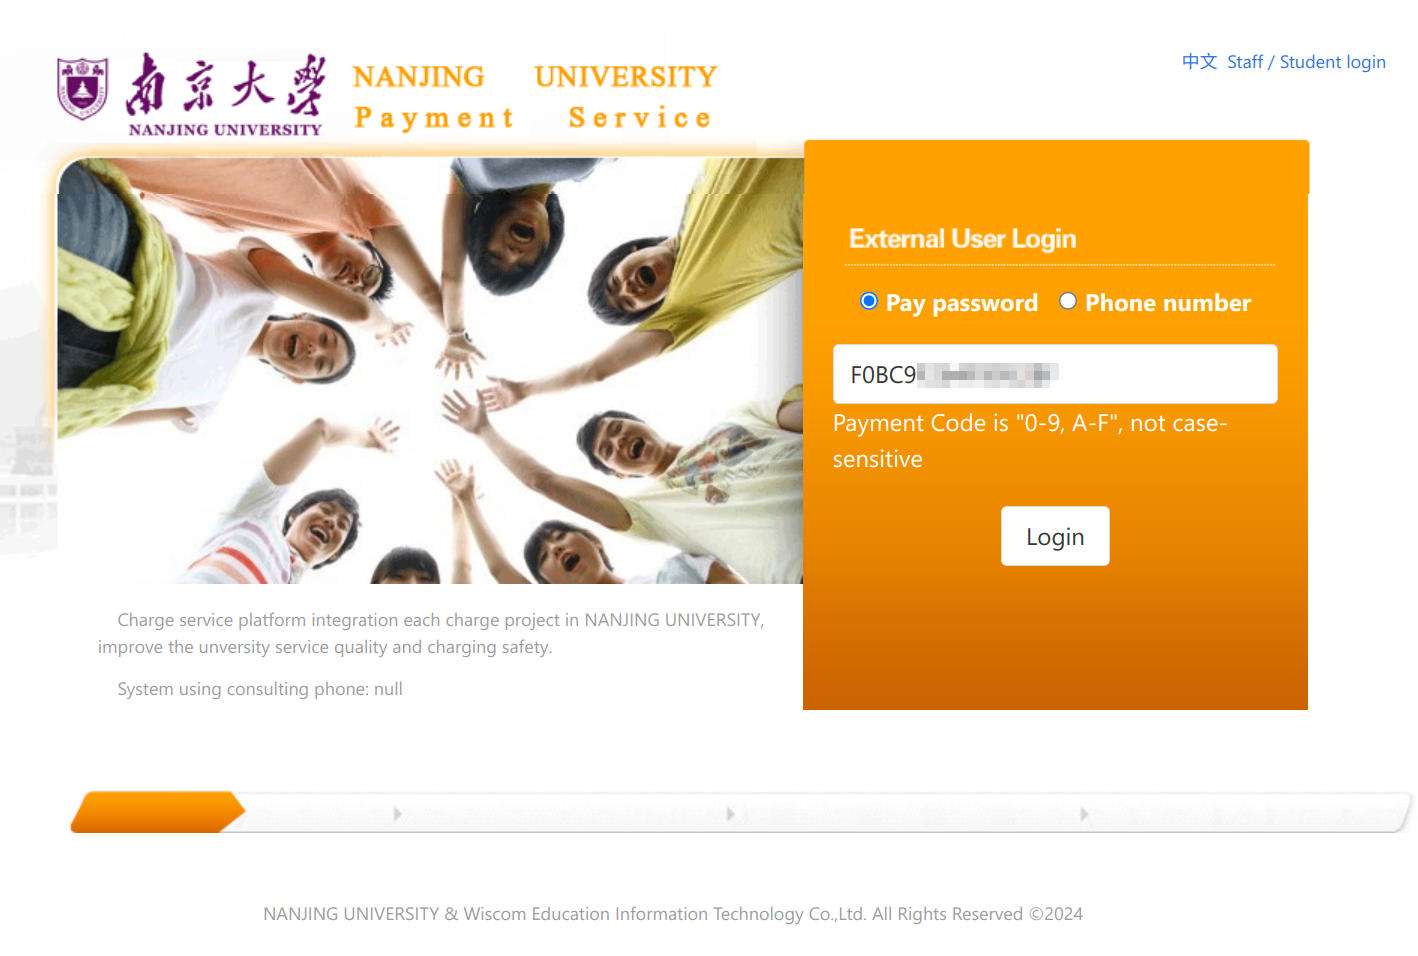 南京大学
NANJING UNIVERSITY
NANJING UNIVERSITY
Payment Service
中文 Staff / Student login
External User Login
Pay password Phone number
F0BC9
Payment Code is "0-9, A-F", not case-
sensitive
Login
Charge service platform integration each charge project in NANJING UNIVERSITY,
improve the unversity service quality and charging safety.
System using consulting phone: null
NANJING UNIVERSITY & Wiscom Education Information Technology Co.,Ltd. All Rights Reserved ©2024